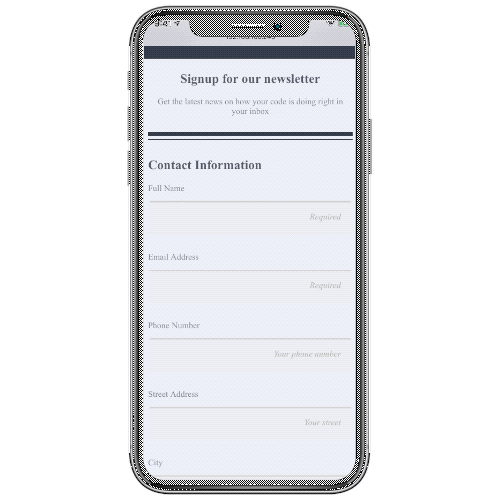 Signup for our newsletter
Get the latest news on how your code is doing right in
your inbox
Contact Information
Full Name
Required
Email Address
Required
Phone Number
Your phone number
Street Address
Your street
City